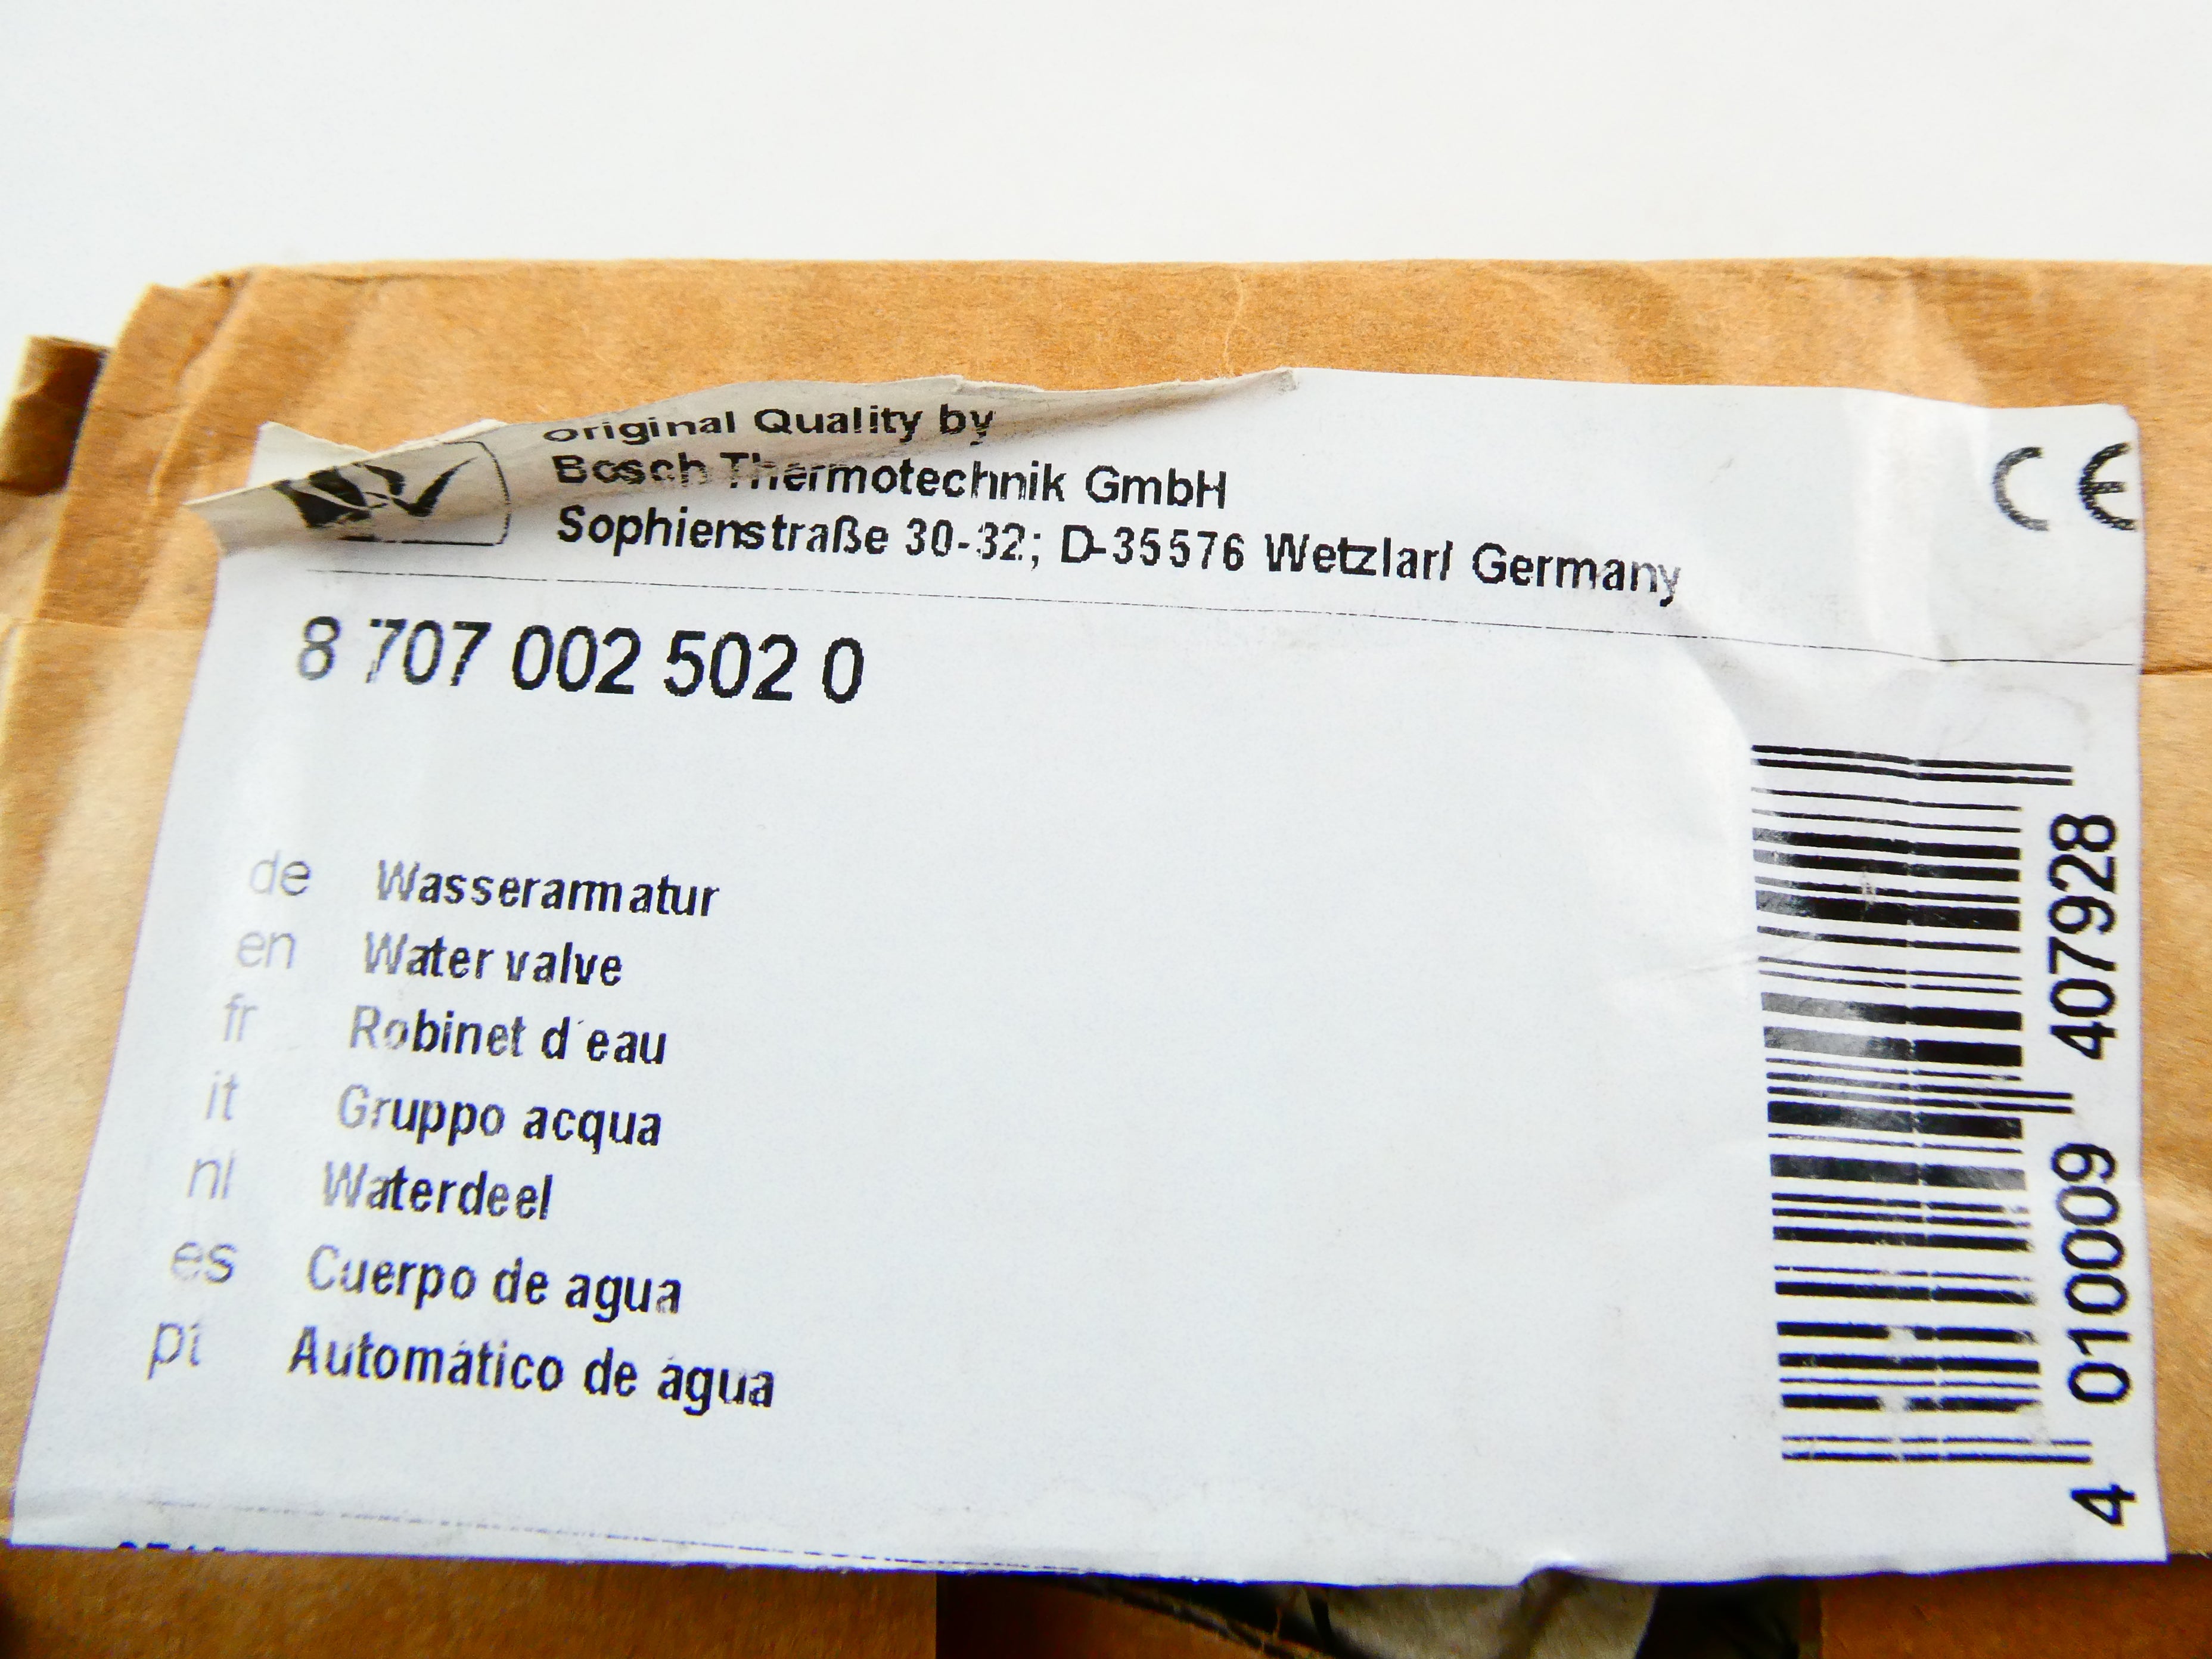 Original Quality by
Bosch Thermotechnik GmbH
Sophienstraße 30-32; D-35576 Wetzlar/ Germany
CE
8 707 002 502 0
de Wasserarmatur
en Water valve
fr Robinet d´eau
it Gruppo acqua
nl Waterdeel
es Cuerpo de agua
pt Automático de água
4 010009 407928